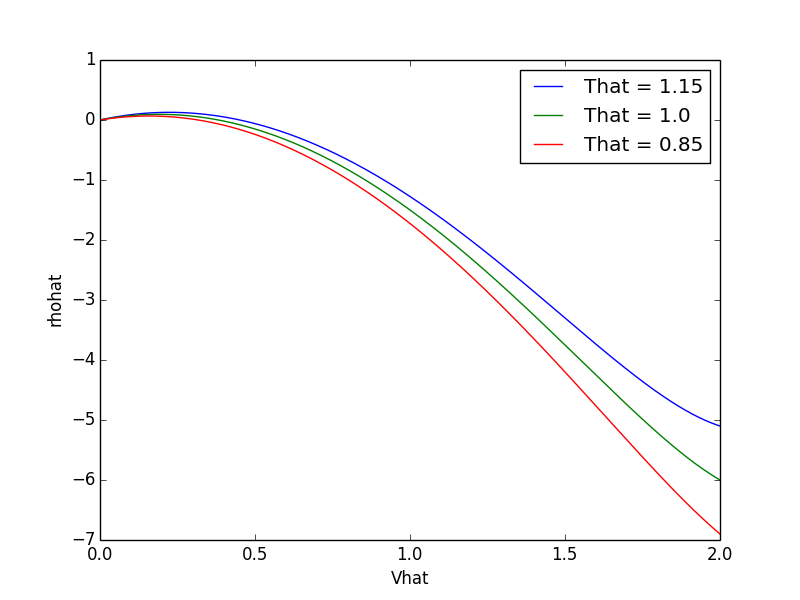 1
0
−1
−2
−3
−4
−5
−6
−7
rhohat
0.0
0.5
1.0
1.5
2.0
Vhat
That = 1.15
That = 1.0
That = 0.85